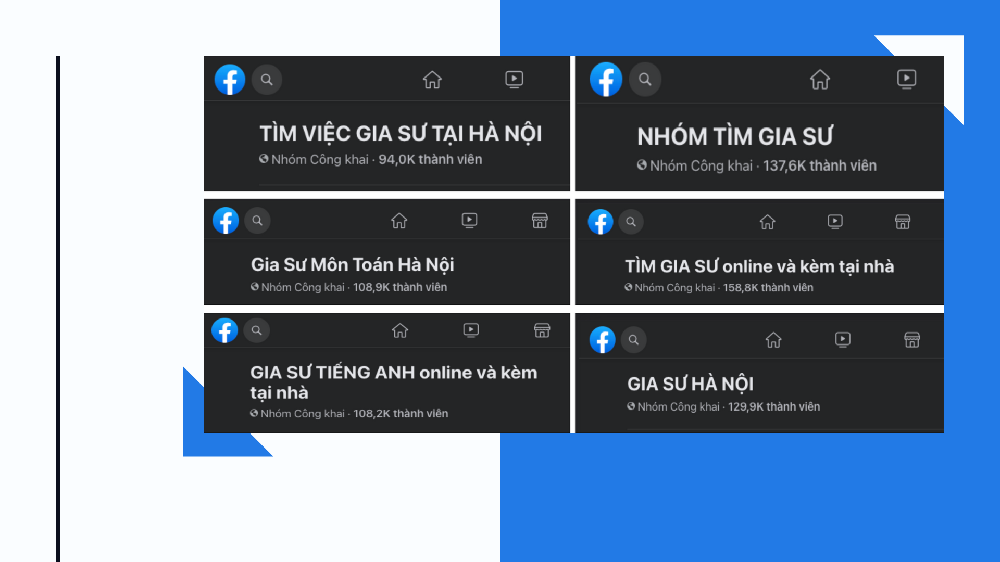 TÌM VIỆC GIA SƯ TẠI HÀ NỘI
Nhóm Công khai · 94,0K thành viên
NHÓM TÌM GIA SƯ
Nhóm Công khai · 137,6K thành viên
Gia Sư Môn Toán Hà Nội
Nhóm Công khai · 108,9K thành viên
TÌM GIA SƯ online và kèm tại nhà
Nhóm Công khai · 158,8K thành viên
GIA SƯ TIẾNG ANH online và kèm
tại nhà
Nhóm Công khai · 108,2K thành viên
GIA SƯ HÀ NỘI
Nhóm Công khai · 129,9K thành viên